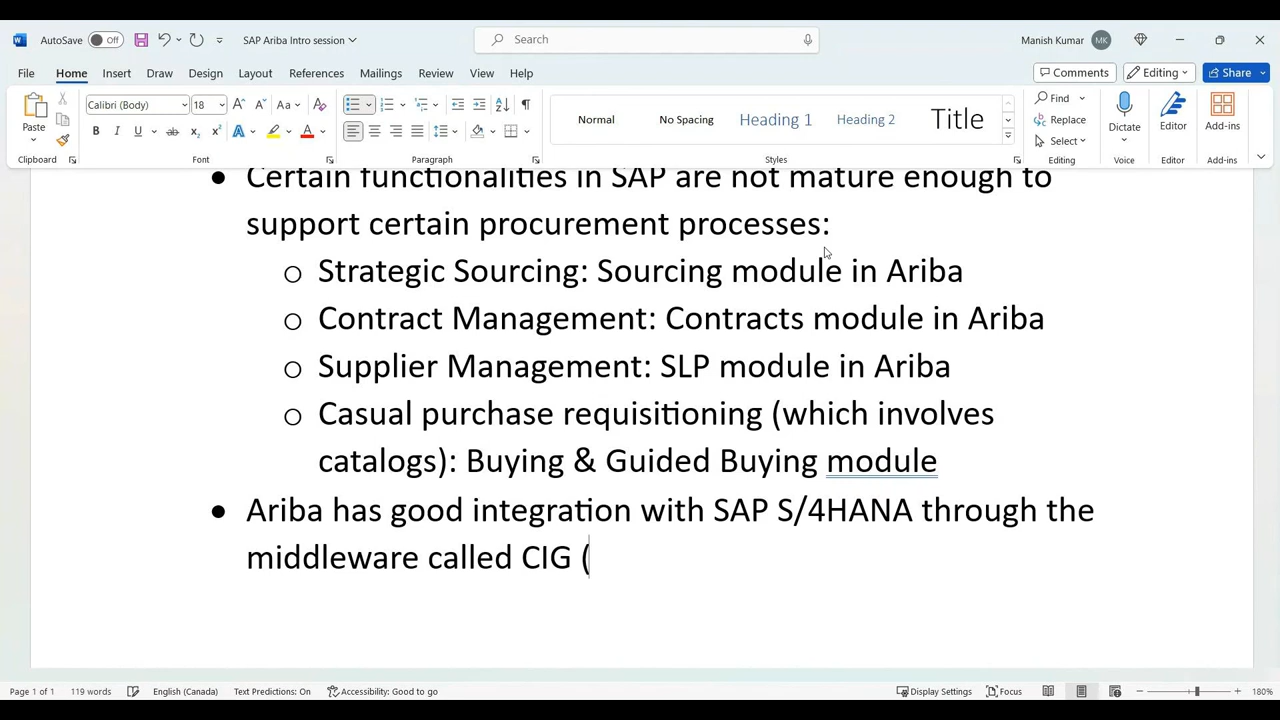 AutoSave Off SAP Ariba Intro session Search Manish Kumar MK
File Home Insert Draw Design Layout References Mailings Review View Help Comments Editing Share
Paste Calibri (Body) 18 Aa Normal No Spacing Heading 1 Heading 2 Title Find Replace Select Dictate Editor Add-ins
Clipboard Font Paragraph Styles Editing Voice Editor Add-ins
Certain functionalities in SAP are not mature enough to
support certain procurement processes:
Strategic Sourcing: Sourcing module in Ariba
Contract Management: Contracts module in Ariba
Supplier Management: SLP module in Ariba
Casual purchase requisitioning (which involves
catalogs): Buying & Guided Buying module
Ariba has good integration with SAP S/4HANA through the
middleware called CIG (
Page 1 of 1 119 words English (Canada) Text Predictions: On Accessibility: Good to go Display Settings Focus 180%